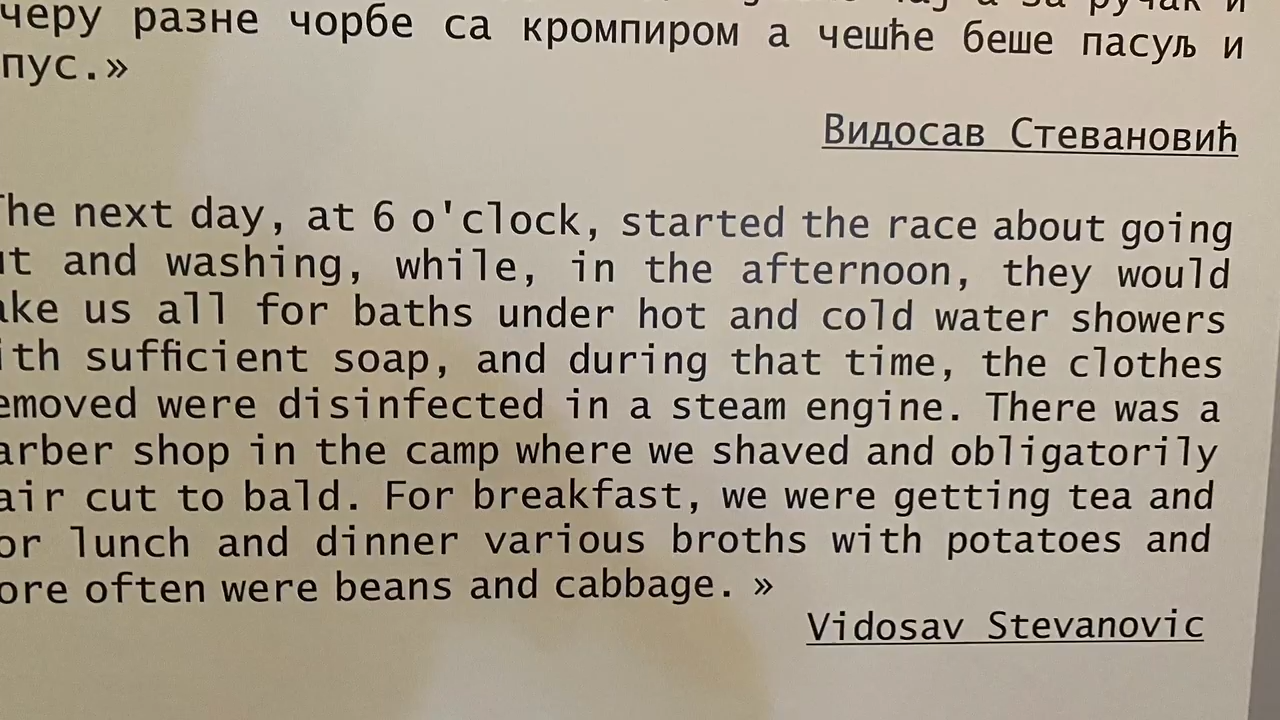 чај а за ручак и
черу разне чорбе са кромпиром а чешће беше пасуљ и
пус.»
Видосав Стевановић
The next day, at 6 o'clock, started the race about going
ut and washing, while, in the afternoon, they would
ake us all for baths under hot and cold water showers
ith sufficient soap, and during that time, the clothes
emoved were disinfected in a steam engine. There was a
arber shop in the camp where we shaved and obligatorily
air cut to bald. For breakfast, we were getting tea and
or lunch and dinner various broths with potatoes and
ore often were beans and cabbage. »
Vidosav Stevanovic